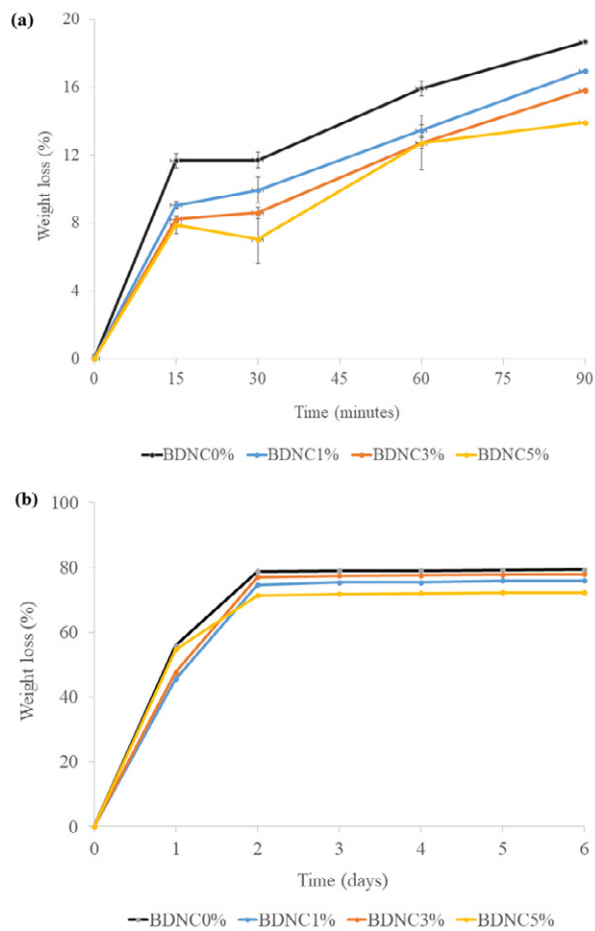 (a)
20
16
12
8
4
0
Weight loss (%)
0 15 30 45 60 75 90
Time (minutes)
BDNC0% BDNC1% BDNC3% BDNC5%
(b)
100
80
60
40
20
0
Weight loss (%)
0 1 2 3 4 5 6
Time (days)
BDNC0% BDNC1% BDNC3% BDNC5%